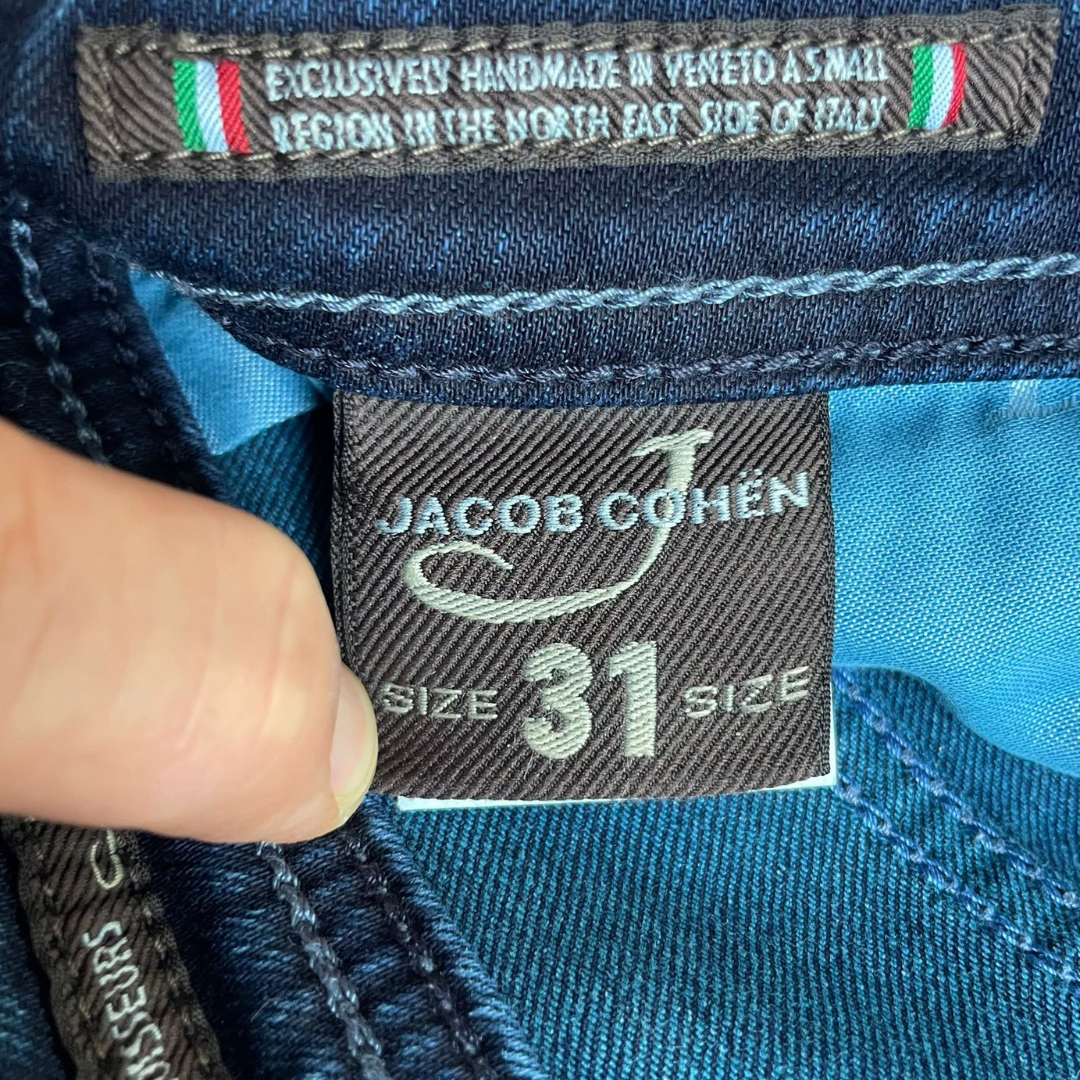 EXCLUSIVELY HANDMADE IN VENETO A SMALL
REGION IN THE NORTH EAST SIDE OF ITALY
JACOB COHËN
J
SIZE 31 SIZE